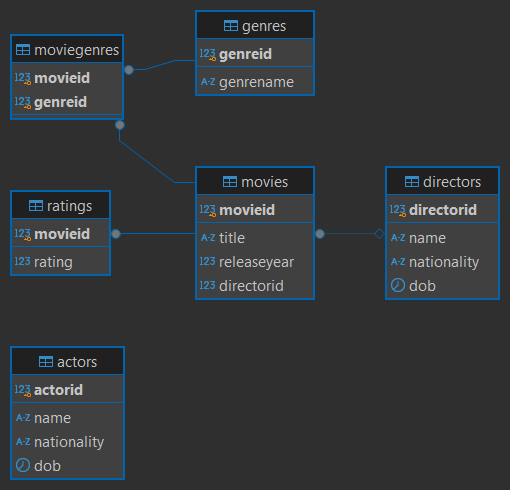 moviegenres
123 movieid
123 genreid
genres
123 genreid
A-Z genrename
ratings
123 movieid
123 rating
movies
123 movieid
A-Z title
123 releaseyear
123 directorid
directors
123 directorid
A-Z name
A-Z nationality
dob
actors
123 actorid
A-Z name
A-Z nationality
dob